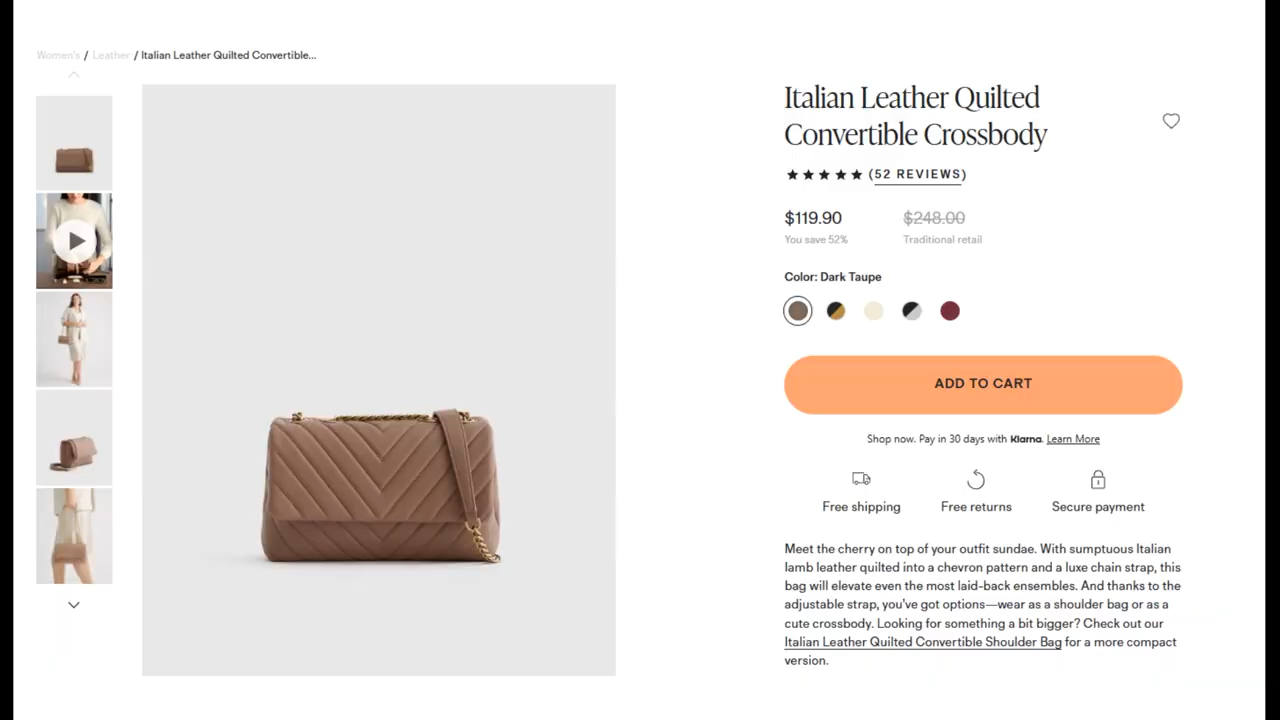 Women's / Leather / Italian Leather Quilted Convertible...
Italian Leather Quilted
Convertible Crossbody
(52 REVIEWS)
$119.90 $248.00
You save 52% Traditional retail
Color: Dark Taupe
ADD TO CART
Shop now. Pay in 30 days with Klarna. Learn More
Free shipping Free returns Secure payment
Meet the cherry on top of your outfit sundae. With sumptuous Italian
lamb leather quilted into a chevron pattern and a luxe chain strap, this
bag will elevate even the most laid-back ensembles. And thanks to the
adjustable strap, you've got options—wear as a shoulder bag or as a
cute crossbody. Looking for something a bit bigger? Check out our
Italian Leather Quilted Convertible Shoulder Bag for a more compact
version.